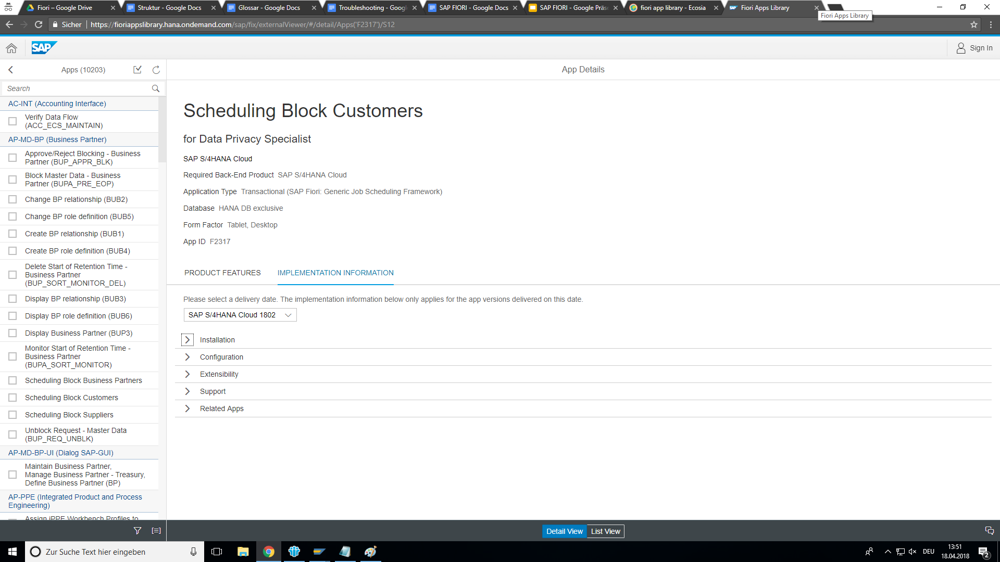 Fiori – Google Drive
Struktur - Google Docs
Glossar - Google Docs
Troubleshooting - Goog
SAP FIORI - Google Docs
SAP FIORI - Google Präs
fiori app library - Ecosia
Fiori Apps Library
Fiori Apps Library
Sicher
https://fioriappslibrary.hana.ondemand.com/sap/fix/externalViewer/#/detail/Apps('F2317')/S12
SAP
Sign In
Apps (10203)
App Details
Search
AC-INT (Accounting Interface)
Verify Data Flow
(ACC_ECS_MAINTAIN)
AP-MD-BP (Business Partner)
Approve/Reject Blocking - Business
Partner (BUP_APPR_BLK)
Block Master Data - Business
Partner (BUPA_PRE_EOP)
Change BP relationship (BUB2)
Change BP role definition (BUB5)
Create BP relationship (BUB1)
Create BP role definition (BUB4)
Delete Start of Retention Time -
Business Partner
(BUP_SORT_MONITOR_DEL)
Display BP relationship (BUB3)
Display BP role definition (BUB6)
Display Business Partner (BUP3)
Monitor Start of Retention Time -
Business Partner
(BUPA_SORT_MONITOR)
Scheduling Block Business Partners
Scheduling Block Customers
Scheduling Block Suppliers
Unblock Request - Master Data
(BUP_REQ_UNBLK)
AP-MD-BP-UI (Dialog SAP-GUI)
Maintain Business Partner,
Manage Business Partner - Treasury,
Define Business Partner (BP)
AP-PPE (Integrated Product and Process
Engineering)
Assign iPPE Workbench Profiles to
Scheduling Block Customers
for Data Privacy Specialist
SAP S/4HANA Cloud
Required Back-End Product SAP S/4HANA Cloud
Application Type Transactional (SAP Fiori: Generic Job Scheduling Framework)
Database HANA DB exclusive
Form Factor Tablet, Desktop
App ID F2317
PRODUCT FEATURES
IMPLEMENTATION INFORMATION
Please select a delivery date. The implementation information below only applies for the app versions delivered on this date.
SAP S/4HANA Cloud 1802
Installation
Configuration
Extensibility
Support
Related Apps
Detail View
List View
Zur Suche Text hier eingeben
DEU
13:51
18.04.2018
2